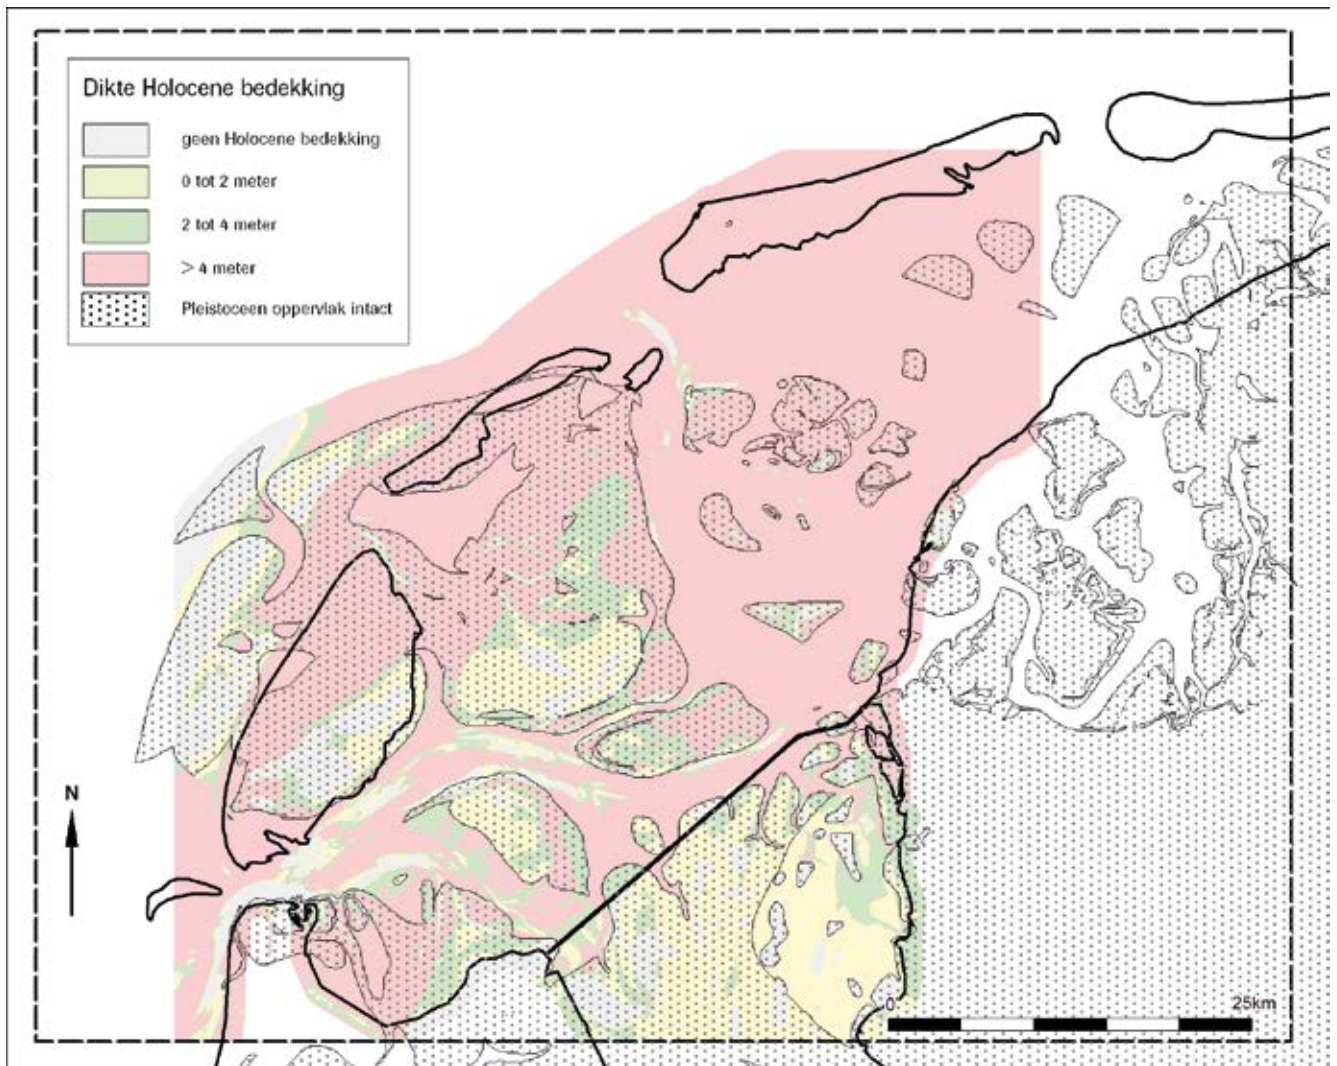 Dikte Holocene bedekking
geen Holocene bedekking
0 tot 2 meter
2 tot 4 meter
> 4 meter
Pleistoceen oppervlak intact
N
0
25km